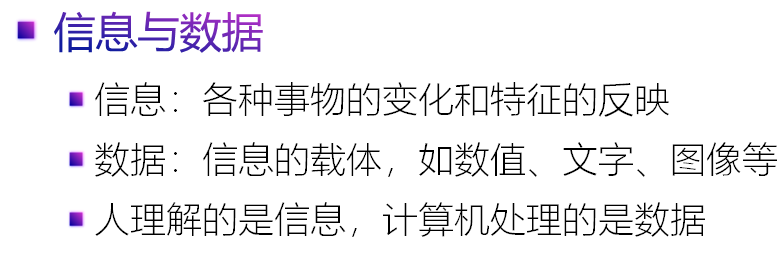 信息与数据
信息：各种事物的变化和特征的反映
数据：信息的载体，如数值、文字、图像等
人理解的是信息，计算机处理的是数据